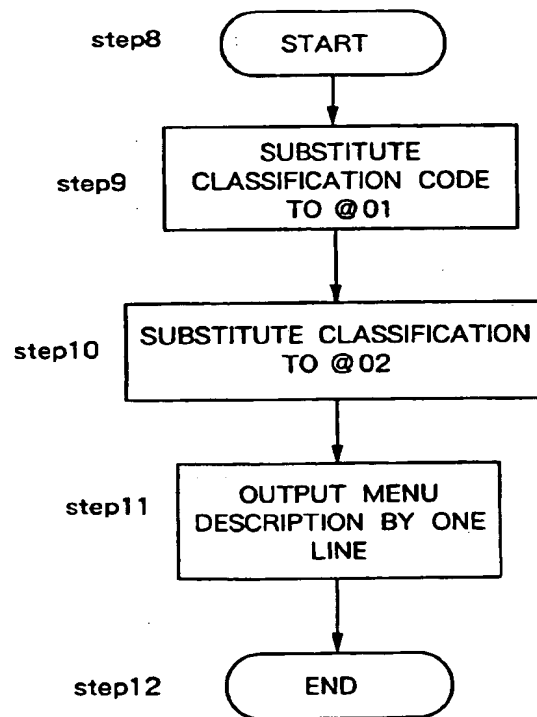 step8
START
step9
SUBSTITUTE
CLASSIFICATION CODE
TO @01
step10
SUBSTITUTE CLASSIFICATION
TO @02
step11
OUTPUT MENU
DESCRIPTION BY ONE
LINE
step12
END